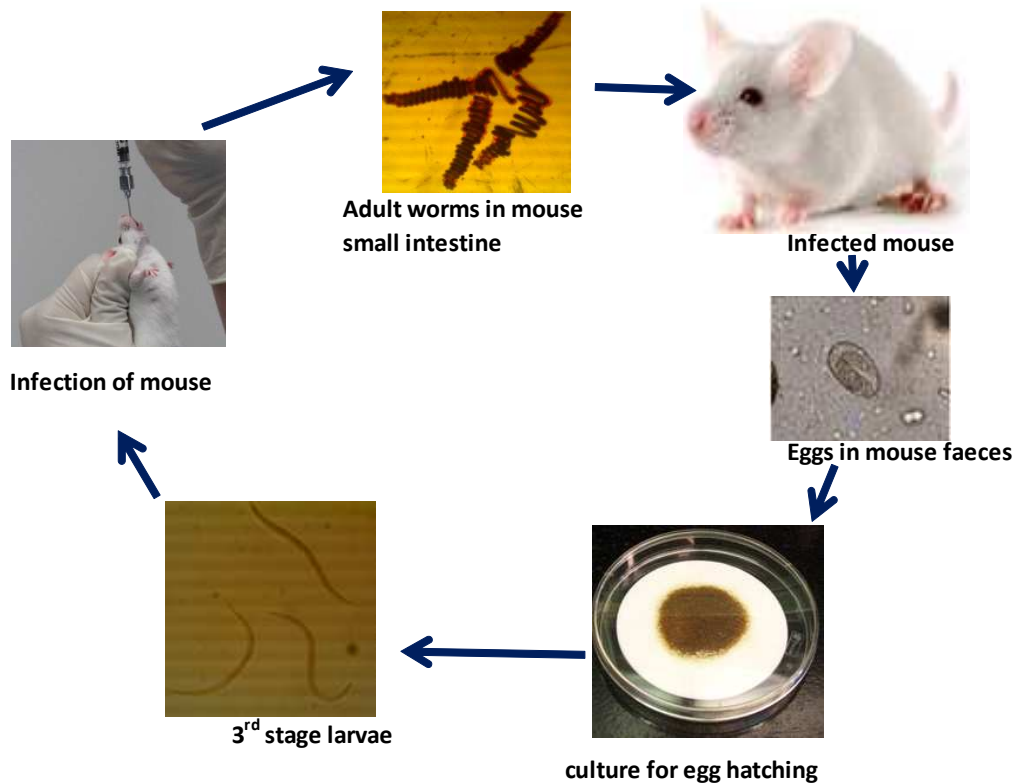 Adult worms in mouse
small intestine
Infected mouse
Eggs in mouse faeces
culture for egg hatching
3rd stage larvae
Infection of mouse